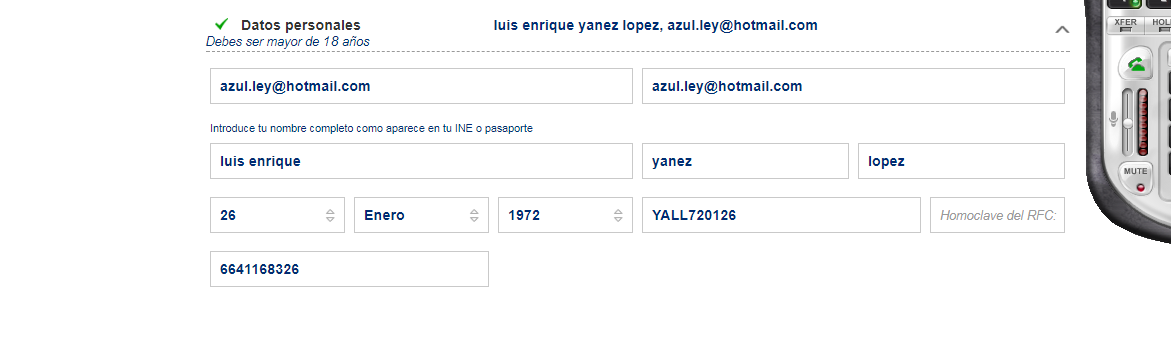 Datos personales luis enrique yanez lopez, azul.ley@hotmail.com
Debes ser mayor de 18 años
azul.ley@hotmail.com azul.ley@hotmail.com
Introduce tu nombre completo como aparece en tu INE o pasaporte
luis enrique yanez lopez
26 Enero 1972 YALL720126 Homoclave del RFC:
6641168326
XFER HOL
MUTE